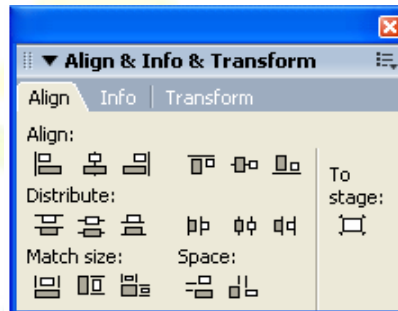 Align & Info & Transform
Align Info Transform
Align:
To stage:
Distribute:
Match size: Space: